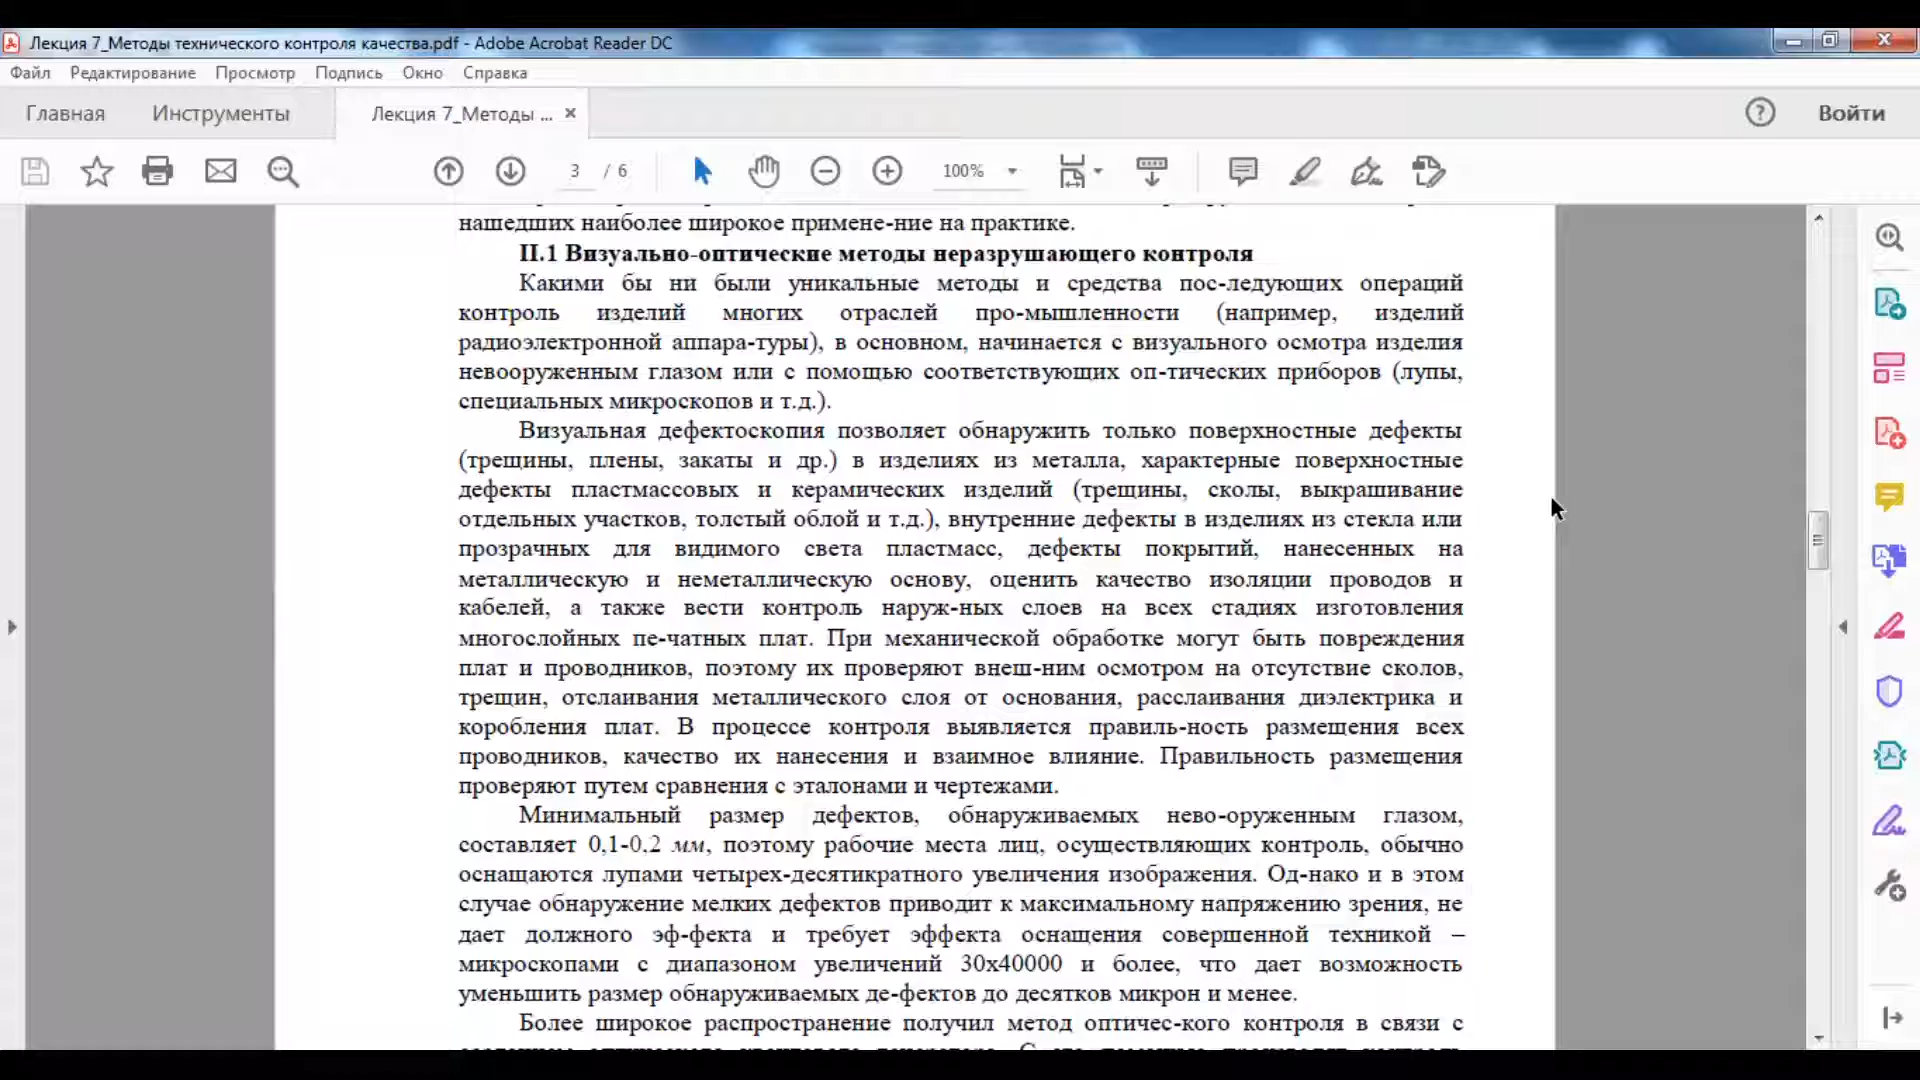 Лекция 7_Методы технического контроля качества.pdf - Adobe Acrobat Reader DC
Файл Редактирование Просмотр Подпись Окно Справка
Главная Инструменты Лекция 7_Методы ... × Войти
3 / 6 100%
нашедших наиболее широкое примене-ние на практике.
II.1 Визуально-оптические методы неразрушающего контроля
Какими бы ни были уникальные методы и средства пос-ледующих операций
контроль изделий многих отраслей про-мышленности (например, изделий
радиоэлектронной аппара-туры), в основном, начинается с визуального осмотра изделия
невооруженным глазом или с помощью соответствующих оп-тических приборов (лупы,
специальных микроскопов и т.д.).
Визуальная дефектоскопия позволяет обнаружить только поверхностные дефекты
(трещины, плены, закаты и др.) в изделиях из металла, характерные поверхностные
дефекты пластмассовых и керамических изделий (трещины, сколы, выкрашивание
отдельных участков, толстый облой и т.д.), внутренние дефекты в изделиях из стекла или
прозрачных для видимого света пластмасс, дефекты покрытий, нанесенных на
металлическую и неметаллическую основу, оценить качество изоляции проводов и
кабелей, а также вести контроль наруж-ных слоев на всех стадиях изготовления
многослойных пе-чатных плат. При механической обработке могут быть повреждения
плат и проводников, поэтому их проверяют внеш-ним осмотром на отсутствие сколов,
трещин, отслаивания металлического слоя от основания, расслаивания диэлектрика и
коробления плат. В процессе контроля выявляется правиль-ность размещения всех
проводников, качество их нанесения и взаимное влияние. Правильность размещения
проверяют путем сравнения с эталонами и чертежами.
Минимальный размер дефектов, обнаруживаемых нево-оруженным глазом,
составляет 0,1-0,2 мм, поэтому рабочие места лиц, осуществляющих контроль, обычно
оснащаются лупами четырех-десятикратного увеличения изображения. Од-нако и в этом
случае обнаружение мелких дефектов приводит к максимальному напряжению зрения, не
дает должного эф-фекта и требует эффекта оснащения совершенной техникой –
микроскопами с диапазоном увеличений 30х40000 и более, что дает возможность
уменьшить размер обнаруживаемых де-фектов до десятков микрон и менее.
Более широкое распространение получил метод оптичес-кого контроля в связи с